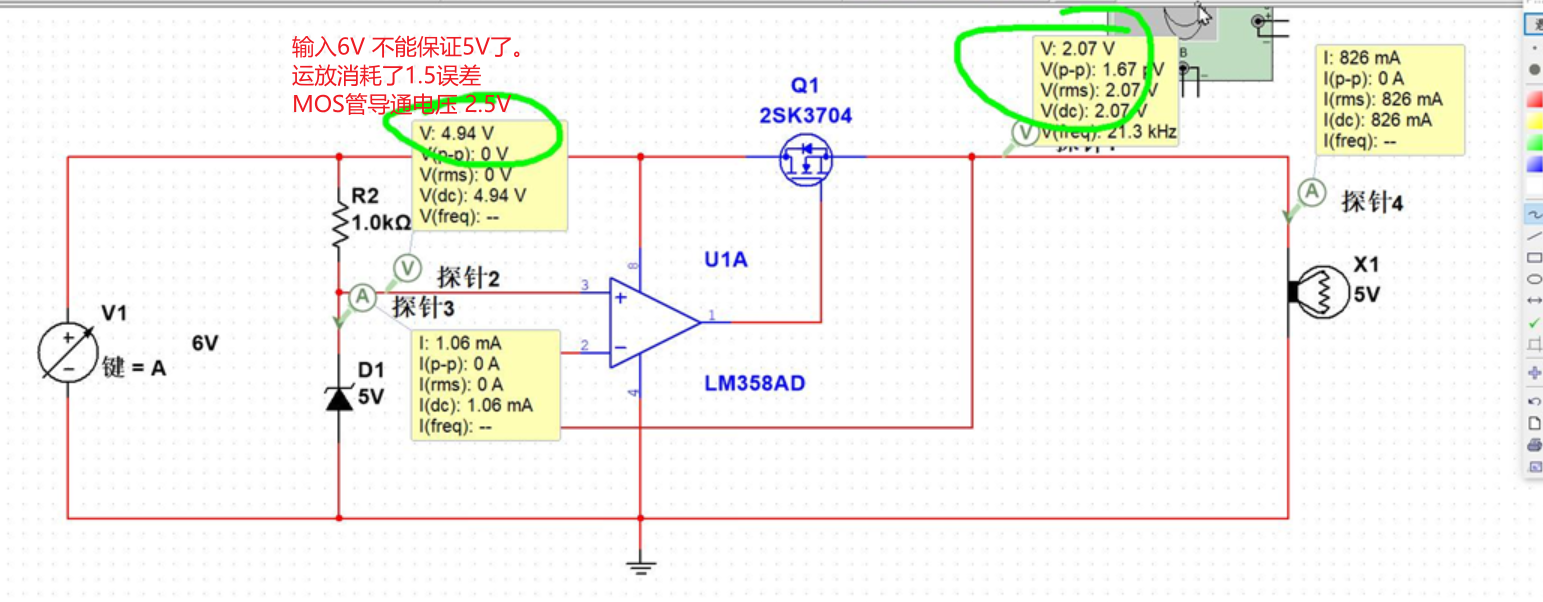 输入6V 不能保证5V了。
运放消耗了1.5误差
MOS管导通电压 2.5V
V: 4.94 V
V(p-p): 0 V
V(rms): 0 V
V(dc): 4.94 V
V(freq): --
Q1
2SK3704
V: 2.07 V
V(p-p): 1.67 pV
V(rms): 2.07 V
V(dc): 2.07 V
V(freq): 21.3 kHz
V
B
I: 826 mA
I(p-p): 0 A
I(rms): 826 mA
I(dc): 826 mA
I(freq): --
A
探针4
R2
1.0kΩ
V
探针2
A
探针3
I: 1.06 mA
I(p-p): 0 A
I(rms): 0 A
I(dc): 1.06 mA
I(freq): --
V1
6V
键 = A
D1
5V
3
2
8
4
1
U1A
LM358AD
X1
5V